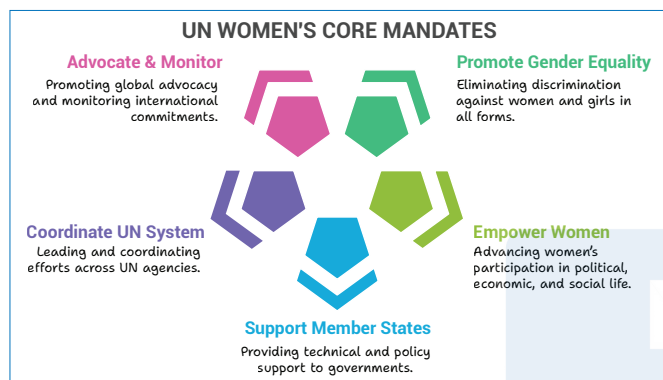 UN WOMEN'S CORE MANDATES
Advocate & Monitor
Promoting global advocacy
and monitoring international
commitments.
Promote Gender Equality
Eliminating discrimination
against women and girls in
all forms.
Coordinate UN System
Leading and coordinating
efforts across UN agencies.
Empower Women
Advancing women's
participation in political,
economic, and social life.
Support Member States
Providing technical and policy
support to governments.